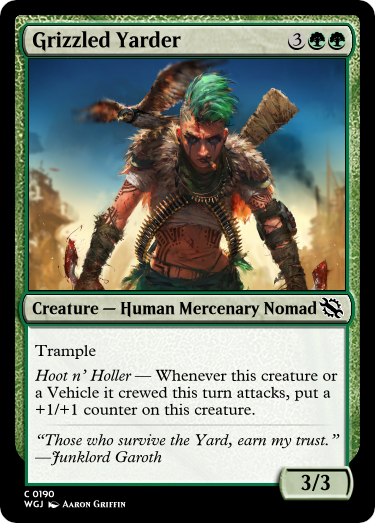 Grizzled Yarder 3
Creature — Human Mercenary Nomad
Trample
Hoot n’ Holler — Whenever this creature or
a Vehicle it crewed this turn attacks, put a
+1/+1 counter on this creature.
“Those who survive the Yard, earn my trust.”
—Junklord Garoth
3/3
C 0190
WGJ Aaron Griffin